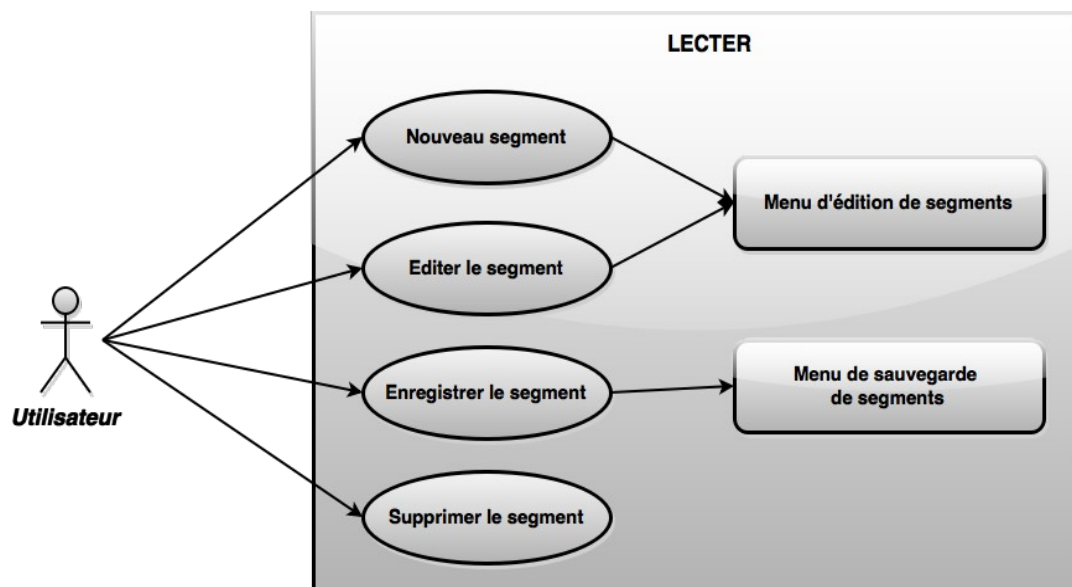 LECTER
Nouveau segment
Menu d'édition de segments
Editer le segment
Utilisateur
Enregistrer le segment
Menu de sauvegarde
de segments
Supprimer le segment